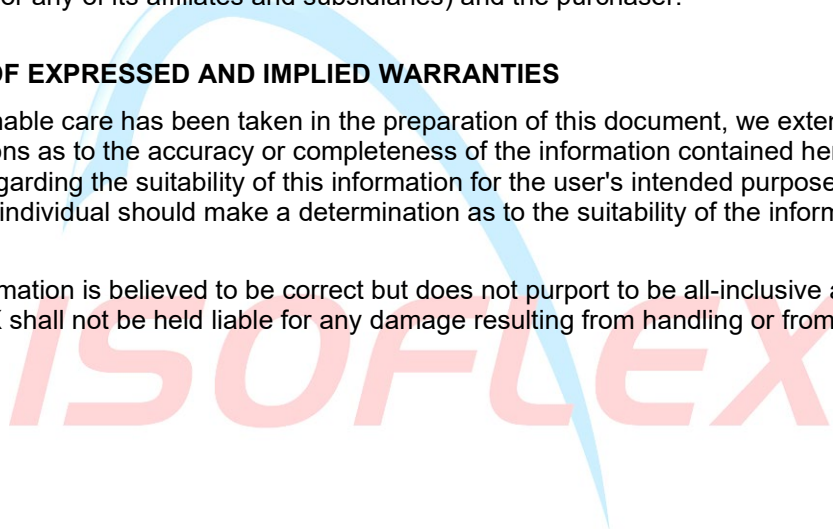 or any of its affiliates and subsidiaries) and the purchaser.
OF EXPRESSED AND IMPLIED WARRANTIES
nable care has been taken in the preparation of this document, we exten
ons as to the accuracy or completeness of the information contained her
garding the suitability of this information for the user's intended purpose
individual should make a determination as to the suitability of the inform
mation is believed to be correct but does not purport to be all-inclusive a
X shall not be held liable for any damage resulting from handling or from
ISOFLEX